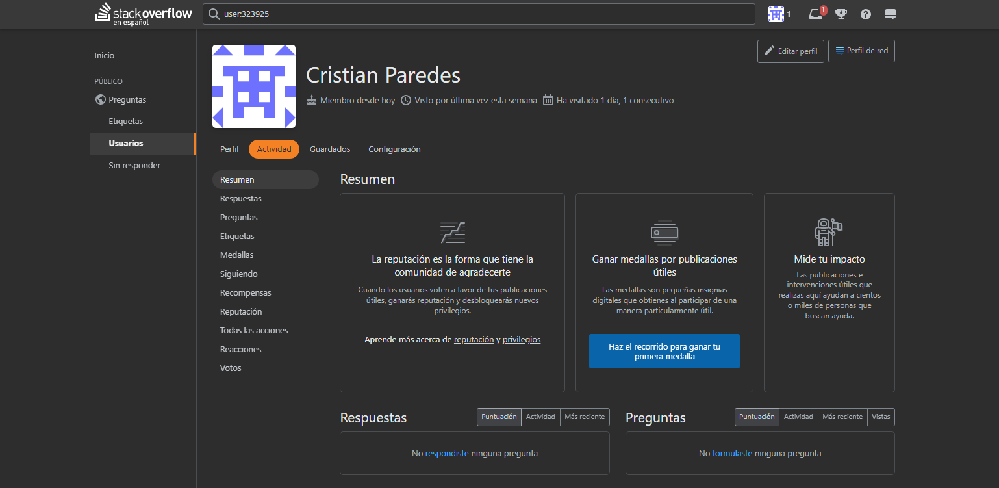 stackoverflow
en español
user:323925
1
1
?
Inicio
PÚBLICO
Preguntas
Etiquetas
Usuarios
Sin responder
Editar perfil
Perfil de red
Cristian Paredes
Miembro desde hoy
Visto por última vez esta semana
Ha visitado 1 día, 1 consecutivo
Perfil
Actividad
Guardados
Configuración
Resumen
Respuestas
Preguntas
Etiquetas
Medallas
Siguiendo
Recompensas
Reputación
Todas las acciones
Reacciones
Votos
Resumen
La reputación es la forma que tiene la
comunidad de agradecerte
Cuando los usuarios voten a favor de tus publicaciones
útiles, ganarás reputación y desbloquearás nuevos
privilegios.
Aprende más acerca de reputación y privilegios
Ganar medallas por publicaciones
útiles
Las medallas son pequeñas insignias
digitales que obtienes al participar de una
manera particularmente útil.
Haz el recorrido para ganar tu
primera medalla
Mide tu impacto
Las publicaciones e
intervenciones útiles que
realizas aquí ayudan a cientos
o miles de personas que
buscan ayuda.
Respuestas
Puntuación
Actividad
Más reciente
No respondiste ninguna pregunta
Preguntas
Puntuación
Actividad
Más reciente
Vistas
No formulaste ninguna pregunta